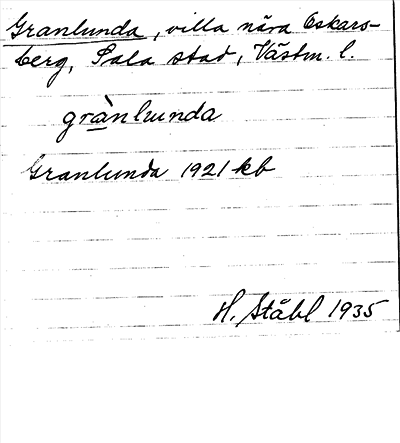 Granlunda, villa nära Oskars-
berg, Sala stad, Västm. l.
grànlunda
Granlunda 1921 kb
H. Ståhl 1935